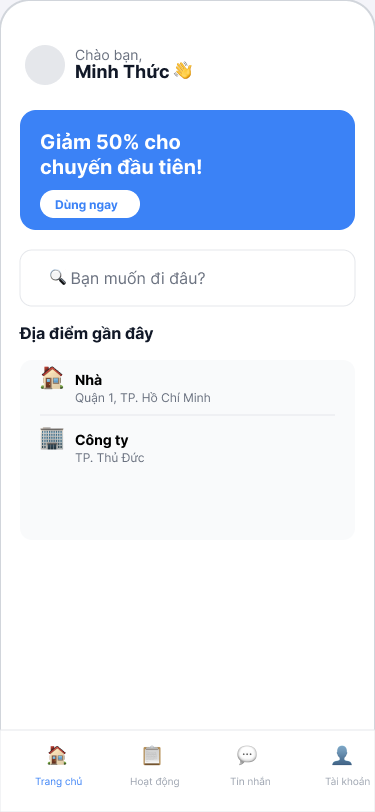 Chào bạn,
Minh Thức 👋
Giảm 50% cho
chuyến đầu tiên!
Dùng ngay
🔍 Bạn muốn đi đâu?
Địa điểm gần đây
Nhà
Quận 1, TP. Hồ Chí Minh
Công ty
TP. Thủ Đức
Trang chủ
Hoạt động
Tin nhắn
Tài khoản